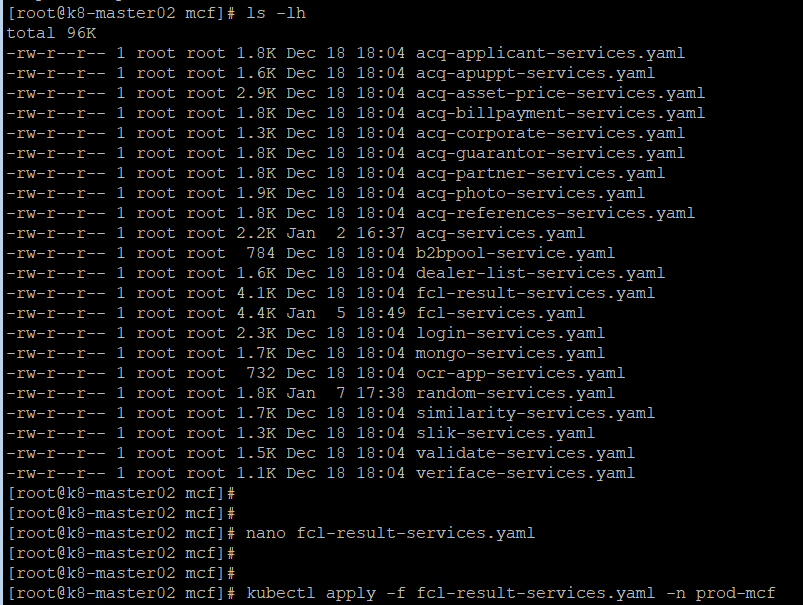 [root@k8-master02 mcf]# ls -lh
total 96K
-rw-r--r-- 1 root root 1.8K Dec 18 18:04 acq-applicant-services.yaml
-rw-r--r-- 1 root root 1.6K Dec 18 18:04 acq-apuppt-services.yaml
-rw-r--r-- 1 root root 2.9K Dec 18 18:04 acq-asset-price-services.yaml
-rw-r--r-- 1 root root 1.8K Dec 18 18:04 acq-billpayment-services.yaml
-rw-r--r-- 1 root root 1.3K Dec 18 18:04 acq-corporate-services.yaml
-rw-r--r-- 1 root root 1.8K Dec 18 18:04 acq-guarantor-services.yaml
-rw-r--r-- 1 root root 1.8K Dec 18 18:04 acq-partner-services.yaml
-rw-r--r-- 1 root root 1.9K Dec 18 18:04 acq-photo-services.yaml
-rw-r--r-- 1 root root 1.8K Dec 18 18:04 acq-references-services.yaml
-rw-r--r-- 1 root root 2.2K Jan  2 16:37 acq-services.yaml
-rw-r--r-- 1 root root  784 Dec 18 18:04 b2bpool-service.yaml
-rw-r--r-- 1 root root 1.6K Dec 18 18:04 dealer-list-services.yaml
-rw-r--r-- 1 root root 4.1K Dec 18 18:04 fcl-result-services.yaml
-rw-r--r-- 1 root root 4.4K Jan  5 18:49 fcl-services.yaml
-rw-r--r-- 1 root root 2.3K Dec 18 18:04 login-services.yaml
-rw-r--r-- 1 root root 1.7K Dec 18 18:04 mongo-services.yaml
-rw-r--r-- 1 root root  732 Dec 18 18:04 ocr-app-services.yaml
-rw-r--r-- 1 root root 1.8K Jan  7 17:38 random-services.yaml
-rw-r--r-- 1 root root 1.7K Dec 18 18:04 similarity-services.yaml
-rw-r--r-- 1 root root 1.3K Dec 18 18:04 slik-services.yaml
-rw-r--r-- 1 root root 1.5K Dec 18 18:04 validate-services.yaml
-rw-r--r-- 1 root root 1.1K Dec 18 18:04 veriface-services.yaml
[root@k8-master02 mcf]#
[root@k8-master02 mcf]#
[root@k8-master02 mcf]# nano fcl-result-services.yaml
[root@k8-master02 mcf]#
[root@k8-master02 mcf]#
[root@k8-master02 mcf]# kubectl apply -f fcl-result-services.yaml -n prod-mcf